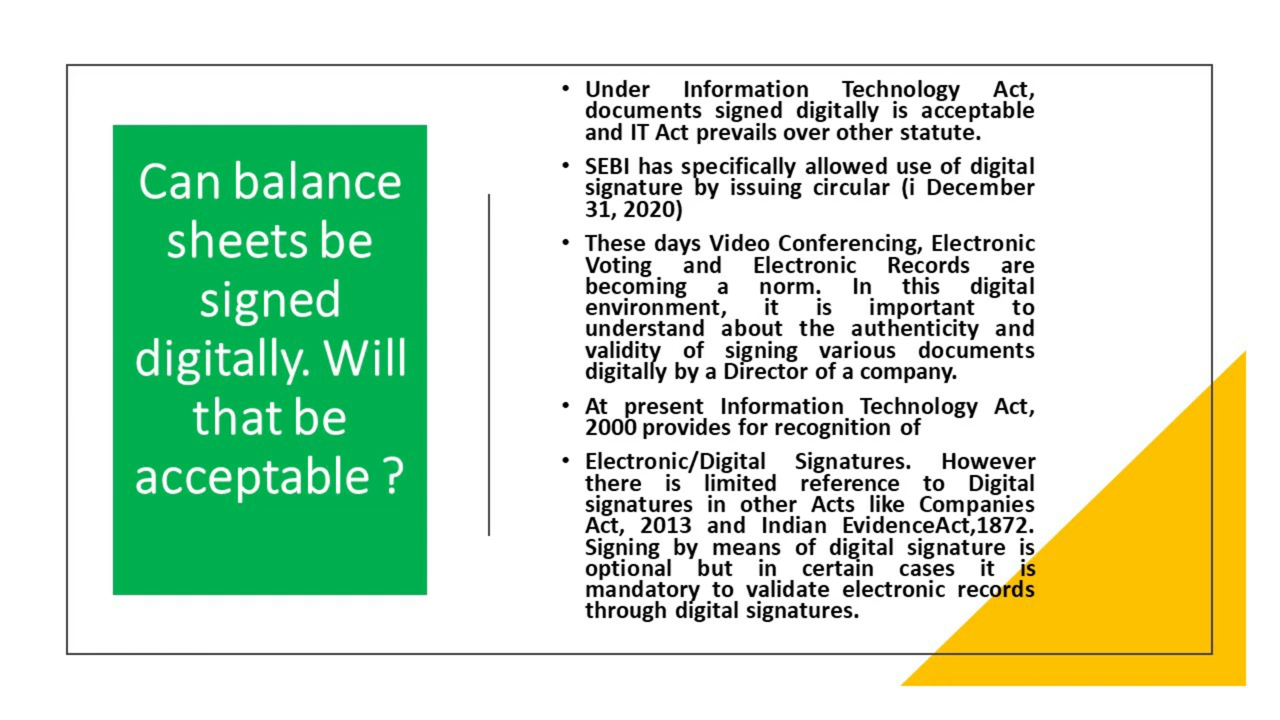 Can balance
sheets be
signed
digitally. Will
that be
acceptable ?
• Under Information Technology Act,
documents signed digitally is acceptable
and IT Act prevails over other statute.
• SEBI has specifically allowed use of digital
signature by issuing circular (i December
31, 2020)
• These days Video Conferencing, Electronic
Voting and Electronic Records are
becoming a norm. In this digital
environment, it is important to
understand about the authenticity and
validity of signing various documents
digitally by a Director of a company.
• At present Information Technology Act,
2000 provides for recognition of
• Electronic/Digital Signatures. However
there is limited reference to Digital
signatures in other Acts like Companies
Act, 2013 and Indian EvidenceAct,1872.
Signing by means of digital signature is
optional but in certain cases it is
mandatory to validate electronic records
through digital signatures.